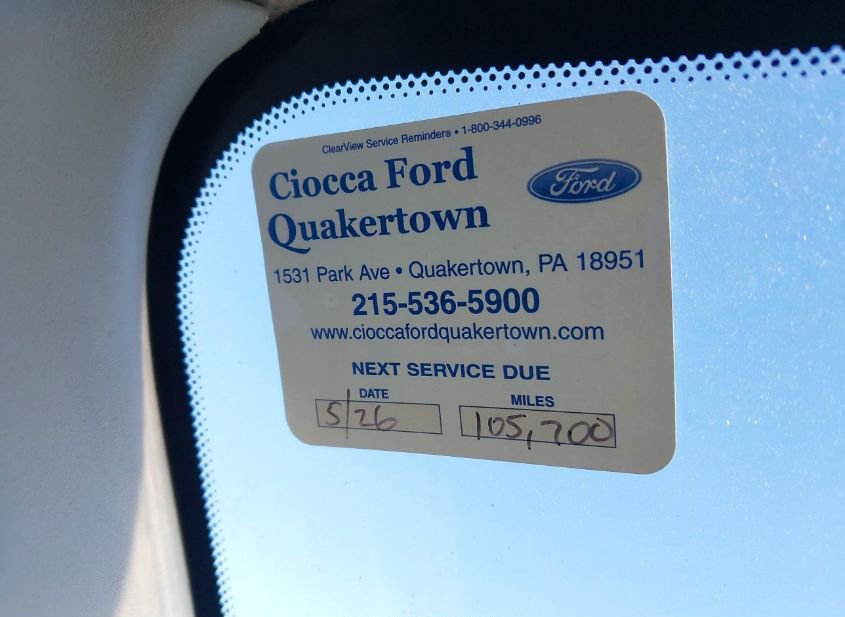 ClearView Service Reminder® • 1-800-344-0996
Ciocca Ford
Quakertown
Ford
1531 Park Ave • Quakertown, PA 18951
215-536-5900
www.cioccafordquakertown.com
NEXT SERVICE DUE
DATE MILES
5/26 105,700